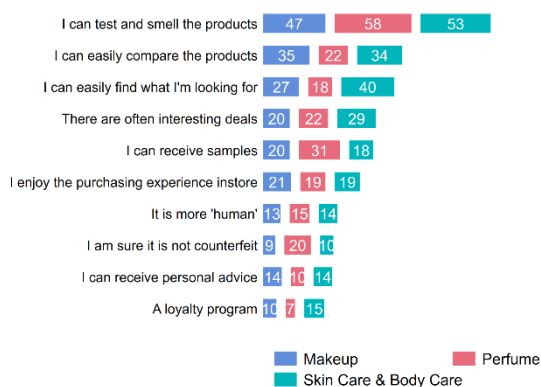 I can test and smell the products 47 58 53
I can easily compare the products 35 22 34
I can easily find what I'm looking for 27 18 40
There are often interesting deals 20 22 29
I can receive samples 20 31 18
I enjoy the purchasing experience instore 21 19 19
It is more 'human' 13 15 14
I am sure it is not counterfeit 9 20 10
I can receive personal advice 14 10 14
A loyalty program 10 7 15
Makeup Perfume
Skin Care & Body Care